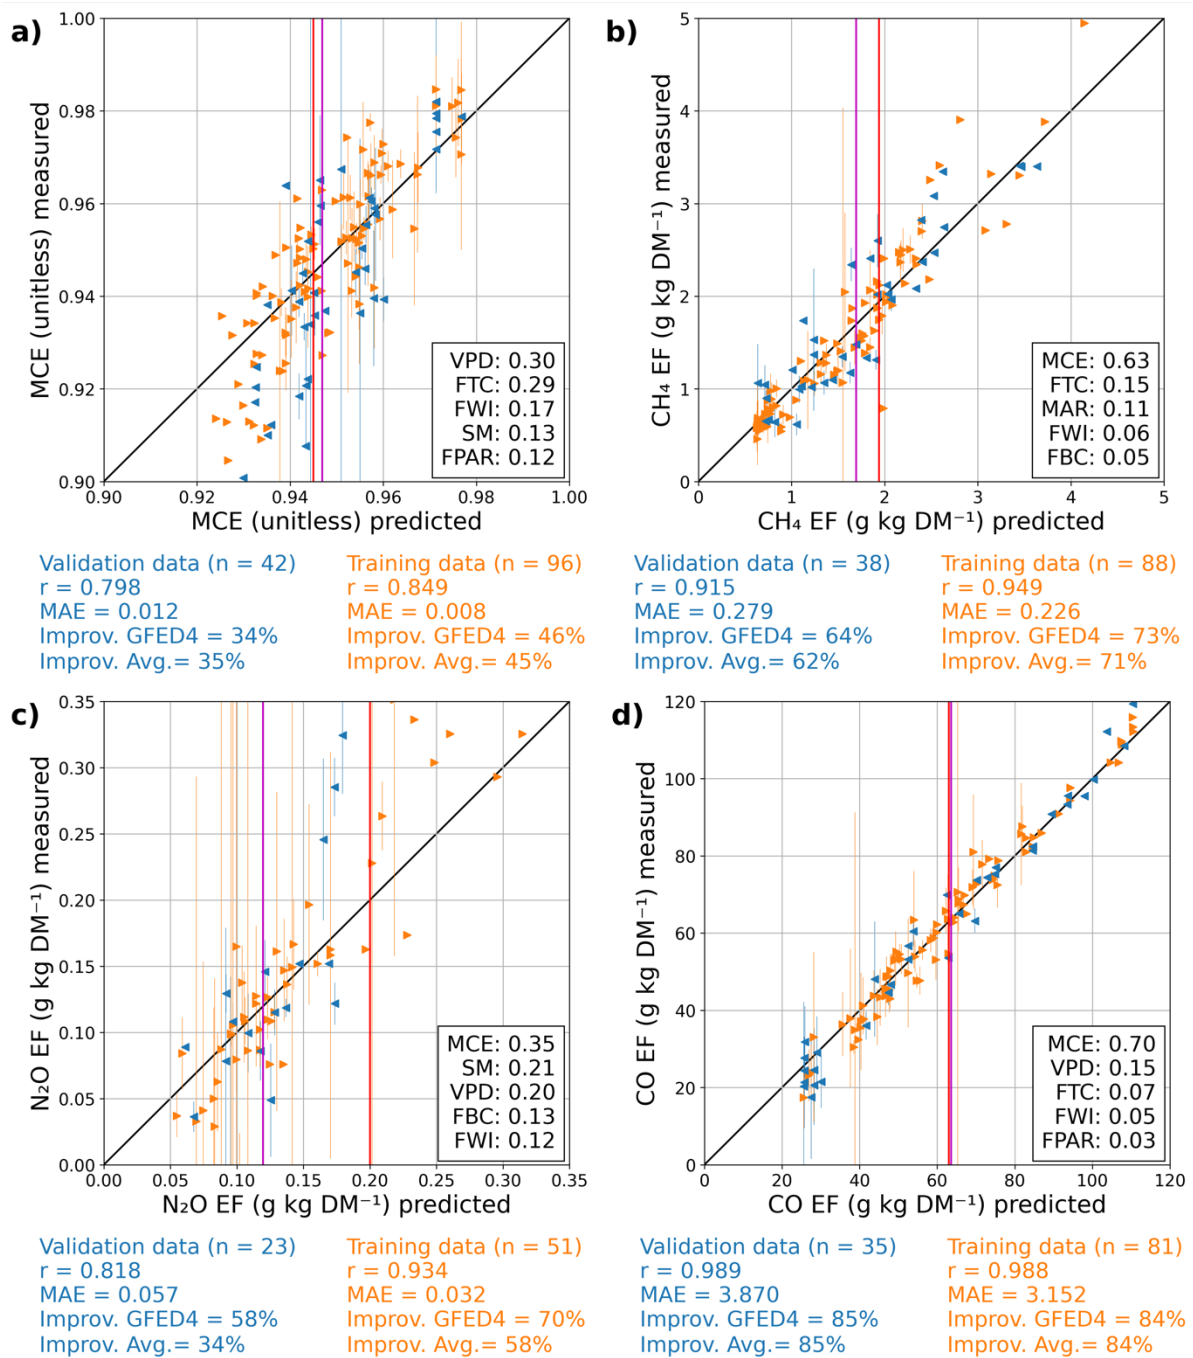 a)
1.00
0.98
0.96
0.94
0.92
0.90
MCE (unitless) measured
VPD: 0.30
FTC: 0.29
FWI: 0.17
SM: 0.13
FPAR: 0.12
0.90 0.92 0.94 0.96 0.98 1.00
MCE (unitless) predicted
Validation data (n = 42)
r = 0.798
MAE = 0.012
Improv. GFED4 = 34%
Improv. Avg.= 35%
Training data (n = 96)
r = 0.849
MAE = 0.008
Improv. GFED4 = 46%
Improv. Avg.= 45%
b)
5
4
3
2
1
0
CH₄ EF (g kg DM⁻¹) measured
MCE: 0.63
FTC: 0.15
MAR: 0.11
FWI: 0.06
FBC: 0.05
0 1 2 3 4 5
CH₄ EF (g kg DM⁻¹) predicted
Validation data (n = 38)
r = 0.915
MAE = 0.279
Improv. GFED4 = 64%
Improv. Avg.= 62%
Training data (n = 88)
r = 0.949
MAE = 0.226
Improv. GFED4 = 73%
Improv. Avg.= 71%
c)
0.35
0.30
0.25
0.20
0.15
0.10
0.05
0.00
N₂O EF (g kg DM⁻¹) measured
MCE: 0.35
SM: 0.21
VPD: 0.20
FBC: 0.13
FWI: 0.12
0.00 0.05 0.10 0.15 0.20 0.25 0.30 0.35
N₂O EF (g kg DM⁻¹) predicted
Validation data (n = 23)
r = 0.818
MAE = 0.057
Improv. GFED4 = 58%
Improv. Avg.= 34%
Training data (n = 51)
r = 0.934
MAE = 0.032
Improv. GFED4 = 70%
Improv. Avg.= 58%
d)
120
100
80
60
40
20
0
CO EF (g kg DM⁻¹) measured
MCE: 0.70
VPD: 0.15
FTC: 0.07
FWI: 0.05
FPAR: 0.03
0 20 40 60 80 100 120
CO EF (g kg DM⁻¹) predicted
Validation data (n = 35)
r = 0.989
MAE = 3.870
Improv. GFED4 = 85%
Improv. Avg.= 85%
Training data (n = 81)
r = 0.988
MAE = 3.152
Improv. GFED4 = 84%
Improv. Avg.= 84%